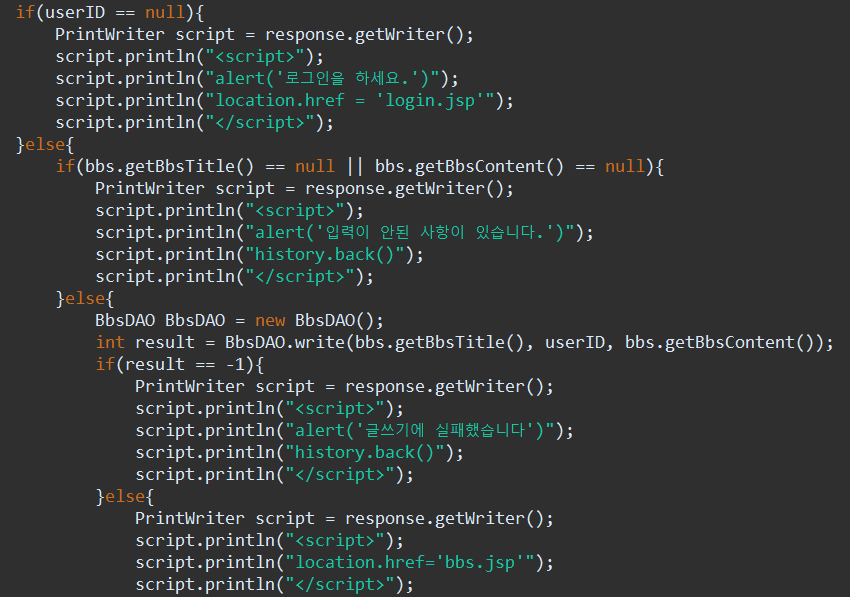 if(userID == null){
    PrintWriter script = response.getWriter();
    script.println("<script>");
    script.println("alert('로그인을 하세요.')");
    script.println("location.href = 'login.jsp'");
    script.println("</script>");
}else{
    if(bbs.getBbsTitle() == null || bbs.getBbsContent() == null){
        PrintWriter script = response.getWriter();
        script.println("<script>");
        script.println("alert('입력이 안된 사항이 있습니다.')");
        script.println("history.back()");
        script.println("</script>");
    }else{
        BbsDAO BbsDAO = new BbsDAO();
        int result = BbsDAO.write(bbs.getBbsTitle(), userID, bbs.getBbsContent());
        if(result == -1){
            PrintWriter script = response.getWriter();
            script.println("<script>");
            script.println("alert('글쓰기에 실패했습니다')");
            script.println("history.back()");
            script.println("</script>");
        }else{
            PrintWriter script = response.getWriter();
            script.println("<script>");
            script.println("location.href='bbs.jsp'");
            script.println("</script>");